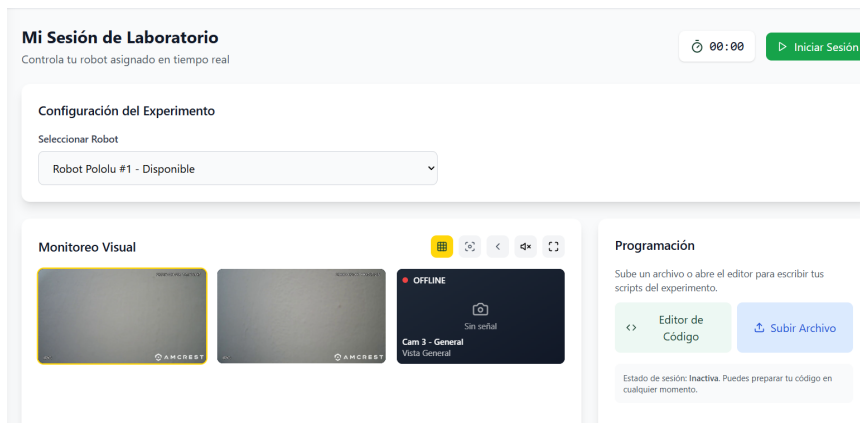 Mi Sesión de Laboratorio
Controla tu robot asignado en tiempo real
00:00
Iniciar Sesión
Configuración del Experimento
Seleccionar Robot
Robot Pololu #1 - Disponible
Monitoreo Visual
AMCREST
AMCREST
OFFLINE
Sin señal
Cam 3 - General
Vista General
Programación
Sube un archivo o abre el editor para escribir tus
scripts del experimento.
Editor de
Código
Subir Archivo
Estado de sesión: Inactiva. Puedes preparar tu código en
cualquier momento.